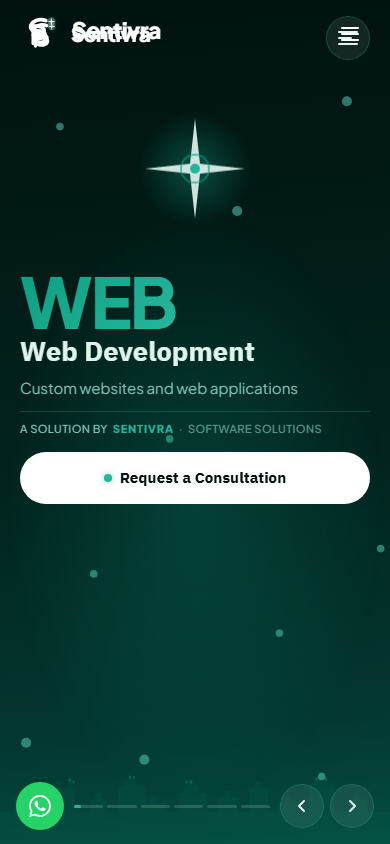 Sentivra
WEB
Web Development
Custom websites and web applications
A SOLUTION BY SENTIVRA · SOFTWARE SOLUTIONS
Request a Consultation